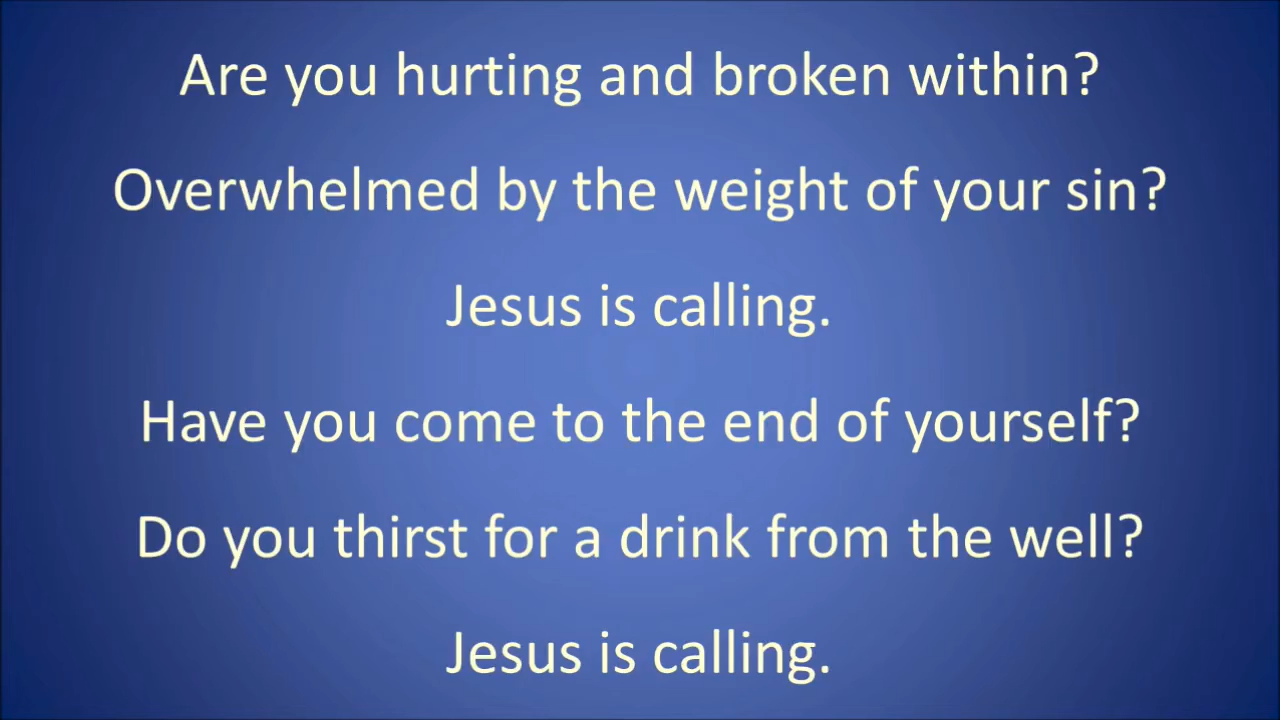 Are you hurting and broken within?
Overwhelmed by the weight of your sin?
Jesus is calling.
Have you come to the end of yourself?
Do you thirst for a drink from the well?
Jesus is calling.